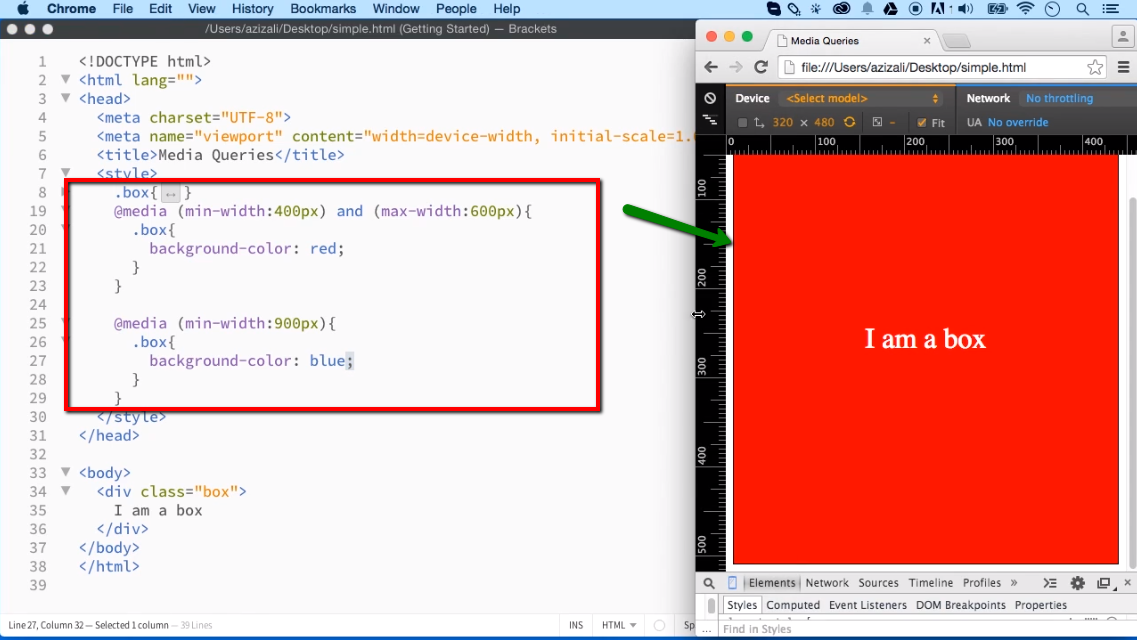 Chrome File Edit View History Bookmarks Window People Help
/Users/azizali/Desktop/simple.html (Getting Started) — Brackets
1 <!DOCTYPE html>
2 <html lang="">
3 <head>
4 <meta charset="UTF-8">
5 <meta name="viewport" content="width=device-width, initial-scale=1.
6 <title>Media Queries</title>
7 <style>
8 .box{ ↔ }
19 @media (min-width:400px) and (max-width:600px){
20 .box{
21 background-color: red;
22 }
23 }
24
25 @media (min-width:900px){
26 .box{
27 background-color: blue;
28 }
29 }
30 </style>
31 </head>
32
33 <body>
34 <div class="box">
35 I am a box
36 </div>
37 </body>
38 </html>
39
Line 27, Column 32 — Selected 1 column — 39 Lines
INS HTML Sp
Media Queries
file:///Users/azizali/Desktop/simple.html
Device <Select model> Network No throttling
320 × 480 Fit UA No override
0 100 200 300 400
100
200
300
400
500
I am a box
Elements Network Sources Timeline Profiles »
Styles Computed Event Listeners DOM Breakpoints Properties
... Find in Styles